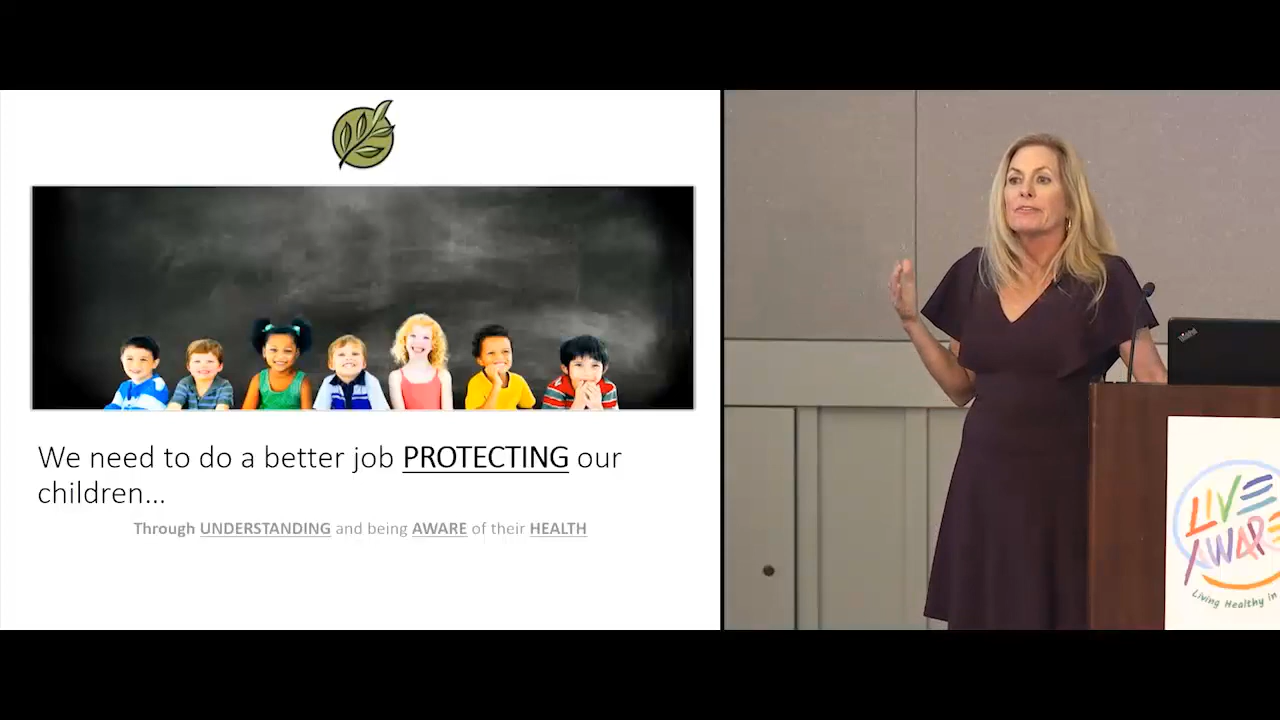 We need to do a better job PROTECTING our
children...
Through UNDERSTANDING and being AWARE of their HEALTH
ThinkPad
LIVE
AWARE
Living Healthy in